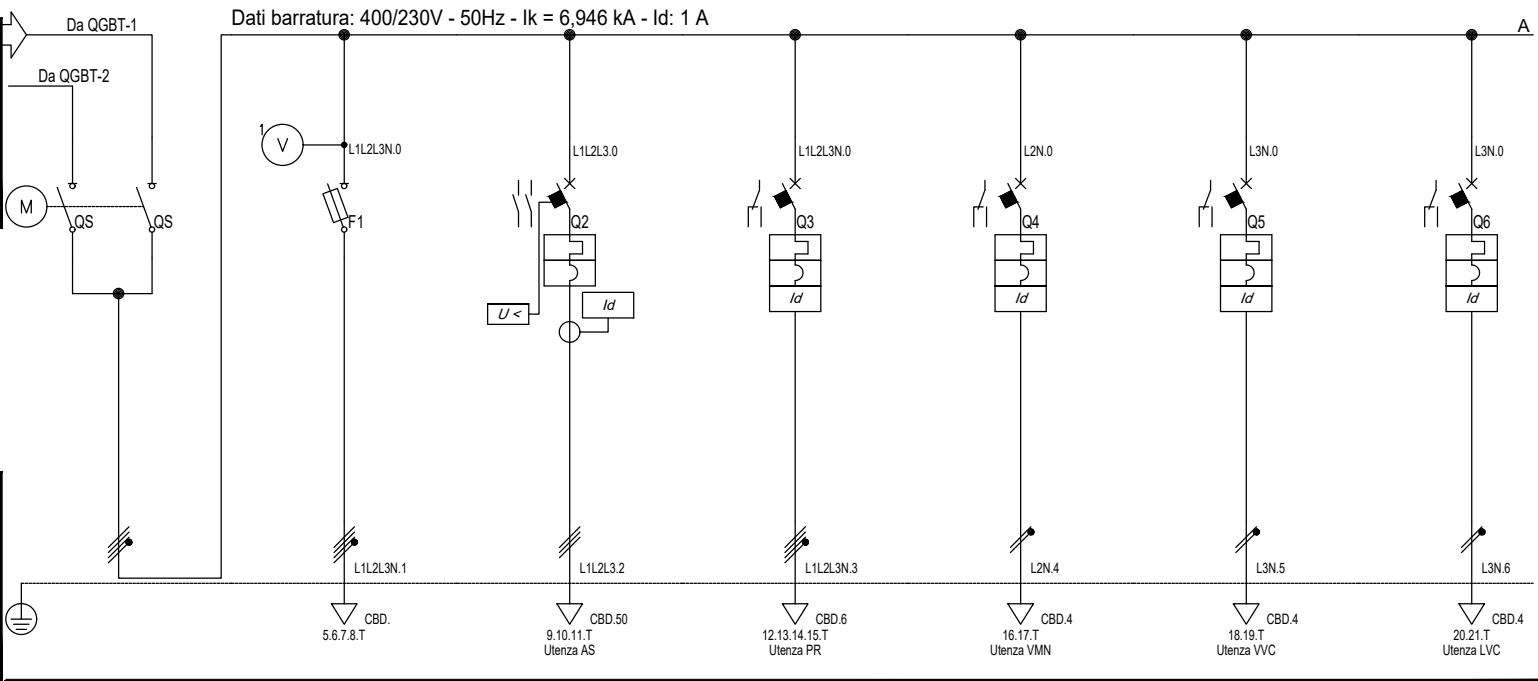 Dati barratura: 400/230V - 50Hz - Ik = 6,946 kA - Id: 1 A
Da QGBT-1
A
Da QGBT-2
1
V
L1L2L3N.0
L1L2L3.0
L1L2L3N.0
L2N.0
L3N.0
L3N.0
M
QS
QS
F1
Q2
Q3
Q4
Q5
Q6
U <
Id
Id
Id
Id
Id
L1L2L3N.1
L1L2L3.2
L1L2L3N.3
L2N.4
L3N.5
L3N.6
CBD.
5.6.7.8.T
CBD.50
9.10.11.T
Utenza AS
CBD.6
12.13.14.15.T
Utenza PR
CBD.4
16.17.T
Utenza VMN
CBD.4
18.19.T
Utenza VVC
CBD.4
20.21.T
Utenza LVC